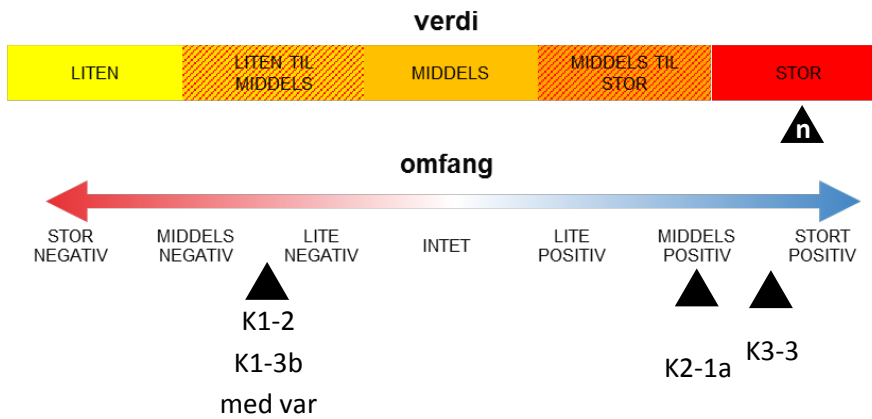 verdi
LITEN
LITEN TIL
MIDDELS
MIDDELS
MIDDELS TIL
STOR
STOR
n
omfang
STOR
NEGATIV
MIDDELS
NEGATIV
LITE
NEGATIV
INTET
LITE
POSITIV
MIDDELS
POSITIV
STORT
POSITIV
K1-2
K1-3b
med var
K2-1a
K3-3